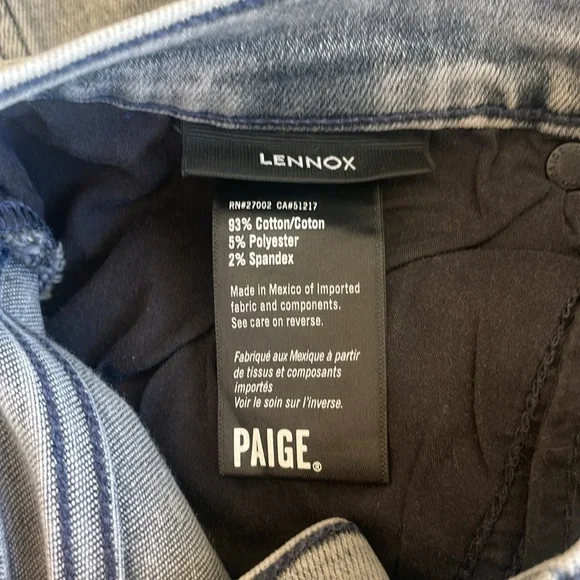 LENNOX
RN#27002 CA#51217
93% Cotton/Coton
5% Polyester
2% Spandex
Made in Mexico of Imported
fabric and components.
See care on reverse.
Fabriqué aux Mexique à partir
de tissus et composants
importés
Voir le soin sur l'inverse.
PAIGE®